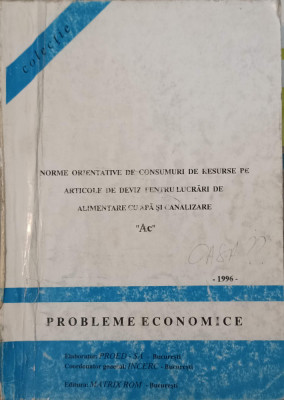 colecție
NORME ORIENTATIVE DE CONSUMURI DE RESURSE PE
ARTICOLE DE DEVIZ PENTRU LUCRĂRI DE
ALIMENTARE CU APĂ ȘI CANALIZARE
"Ac"
- 1996 -
PROBLEME ECONOMICE
Elaborator: PROED - SA - București
Coordonator general: INCERC - București
Editura: MATRIX ROM - București